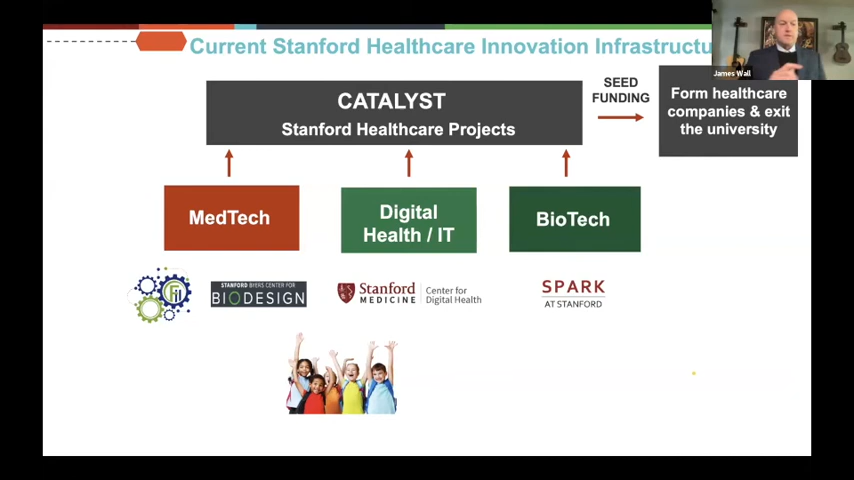 Current Stanford Healthcare Innovation Infrastructu
James Wall
CATALYST
Stanford Healthcare Projects
SEED
FUNDING
Form healthcare
companies & exit
the university
MedTech
Digital
Health / IT
BioTech
STANFORD BYERS CENTER FOR
BIODESIGN
Stanford
MEDICINE
Center for
Digital Health
SPARK
AT STANFORD